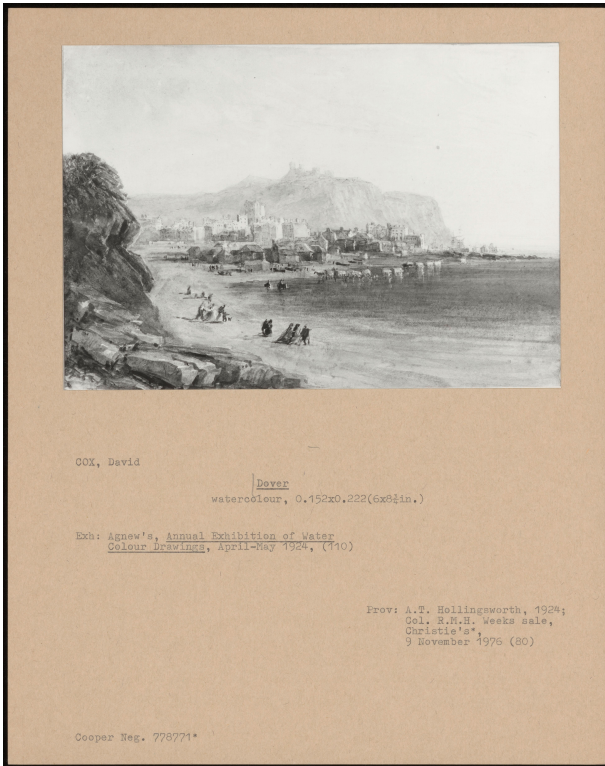 COX, David
Dover
watercolour, 0.152x0.222(6x8¾in.)
Exh: Agnew's, Annual Exhibition of Water
Colour Drawings, April-May 1924, (110)
Prov: A.T. Hollingsworth, 1924;
Col. R.M.H. Weeks sale,
Christie's*,
9 November 1976 (80)
Cooper Neg. 778771*